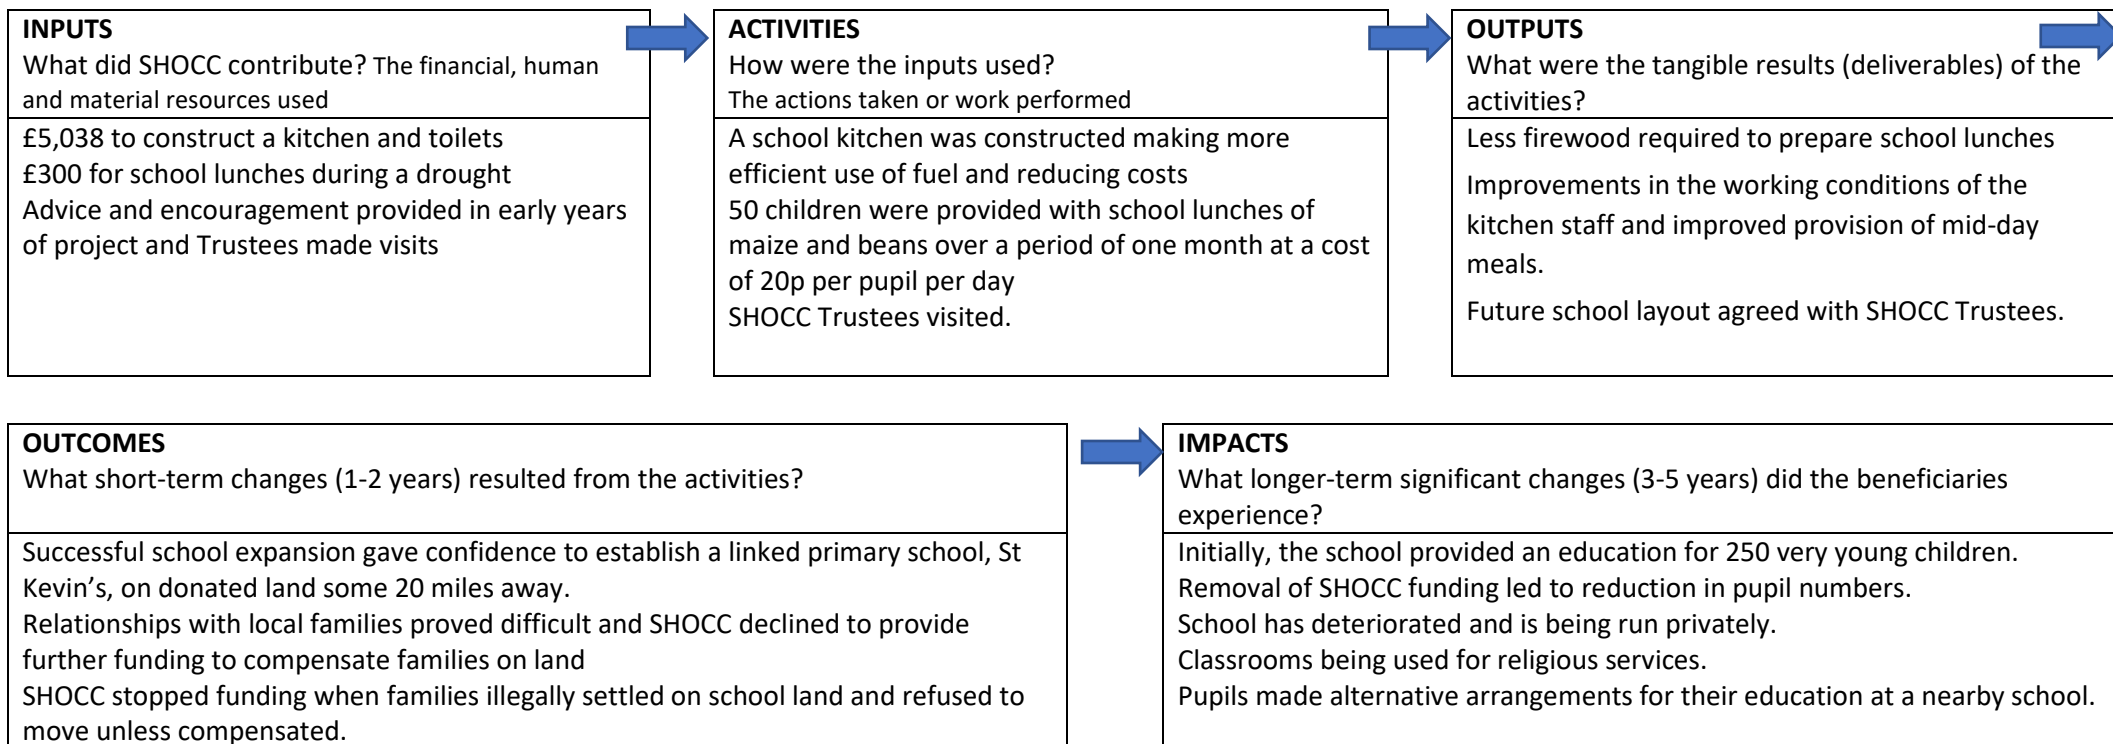 INPUTS
What did SHOCC contribute? The financial, human
and material resources used
£5,038 to construct a kitchen and toilets
£300 for school lunches during a drought
Advice and encouragement provided in early years
of project and Trustees made visits
ACTIVITIES
How were the inputs used?
The actions taken or work performed
A school kitchen was constructed making more
efficient use of fuel and reducing costs
50 children were provided with school lunches of
maize and beans over a period of one month at a cost
of 20p per pupil per day
SHOCC Trustees visited.
OUTPUTS
What were the tangible results (deliverables) of the
activities?
Less firewood required to prepare school lunches
Improvements in the working conditions of the
kitchen staff and improved provision of mid-day
meals.
Future school layout agreed with SHOCC Trustees.
OUTCOMES
What short-term changes (1-2 years) resulted from the activities?
Successful school expansion gave confidence to establish a linked primary school, St
Kevin’s, on donated land some 20 miles away.
Relationships with local families proved difficult and SHOCC declined to provide
further funding to compensate families on land
SHOCC stopped funding when families illegally settled on school land and refused to
move unless compensated.
IMPACTS
What longer-term significant changes (3-5 years) did the beneficiaries
experience?
Initially, the school provided an education for 250 very young children.
Removal of SHOCC funding led to reduction in pupil numbers.
School has deteriorated and is being run privately.
Classrooms being used for religious services.
Pupils made alternative arrangements for their education at a nearby school.